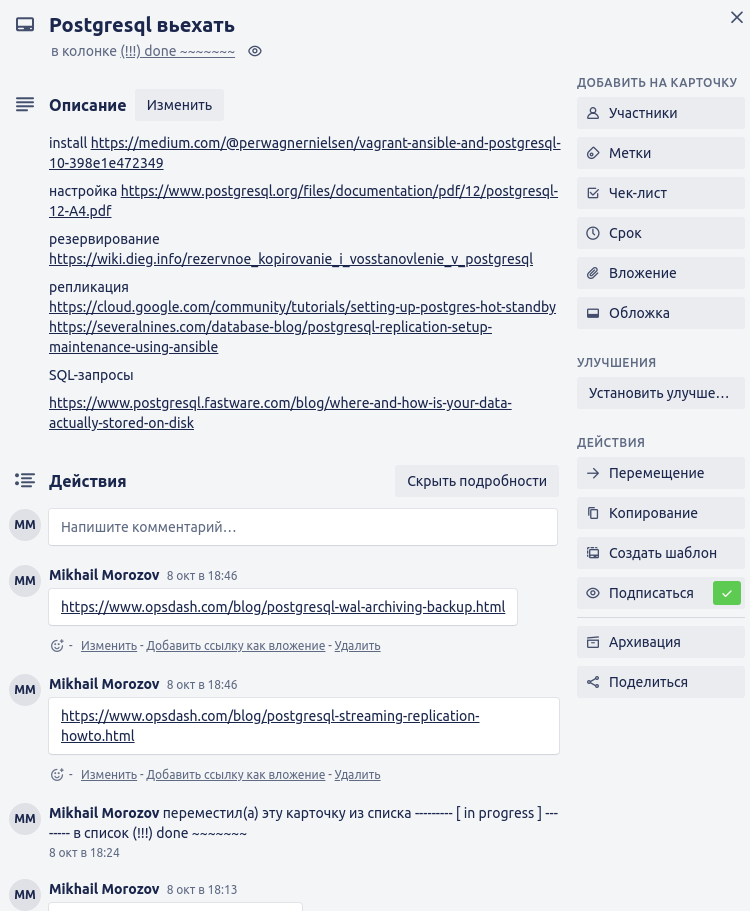 Postgresql вьехать
в колонке (!!!) done ~~~~~~~
Описание
Изменить
install https://medium.com/@perwagnernielsen/vagrant-ansible-and-postgresql-
10-398e1e472349
настройка https://www.postgresql.org/files/documentation/pdf/12/postgresql-
12-A4.pdf
резервирование
https://wiki.dieg.info/rezervnoe_kopirovanie_i_vosstanovlenie_v_postgresql
репликация
https://cloud.google.com/community/tutorials/setting-up-postgres-hot-standby
https://severalnines.com/database-blog/postgresql-replication-setup-
maintenance-using-ansible
SQL-запросы
https://www.postgresql.fastware.com/blog/where-and-how-is-your-data-
actually-stored-on-disk
Действия
Скрыть подробности
MM
Напишите комментарий…
MM
Mikhail Morozov 8 окт в 18:46
https://www.opsdash.com/blog/postgresql-wal-archiving-backup.html
- Изменить - Добавить ссылку как вложение - Удалить
MM
Mikhail Morozov 8 окт в 18:46
https://www.opsdash.com/blog/postgresql-streaming-replication-
howto.html
- Изменить - Добавить ссылку как вложение - Удалить
MM
Mikhail Morozov переместил(а) эту карточку из списка --------- [ in progress ] ---
------ в список (!!!) done ~~~~~~~
8 окт в 18:24
MM
Mikhail Morozov 8 окт в 18:13
ДОБАВИТЬ НА КАРТОЧКУ
Участники
Метки
Чек-лист
Срок
Вложение
Обложка
УЛУЧШЕНИЯ
Установить улучше…
ДЕЙСТВИЯ
Перемещение
Копирование
Создать шаблон
Подписаться
Архивация
Поделиться